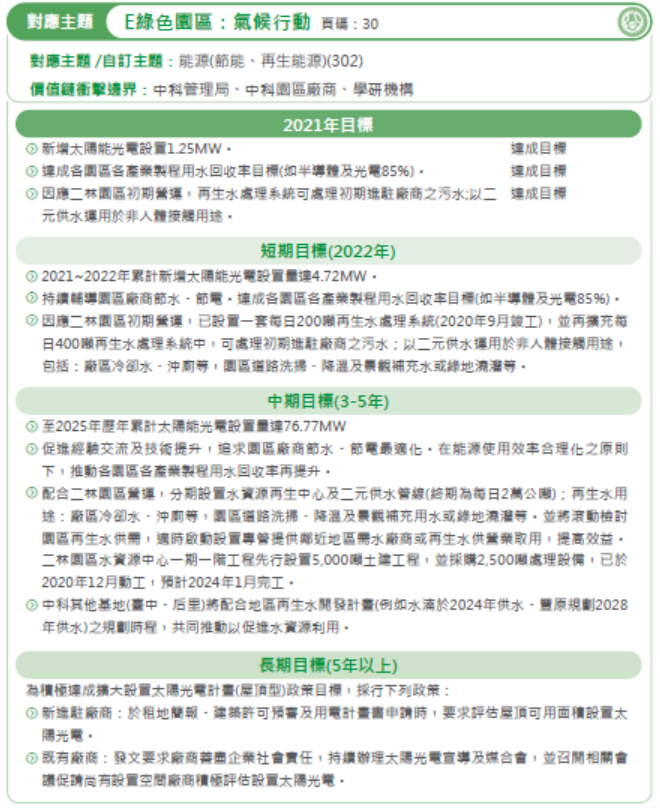 對應主題 E綠色園區：氣候行動 頁碼：30
對應主題/自訂主題：能源(節能、再生能源)(302)
價值鏈衝擊邊界：中科管理局、中科園區廠商、學研機構
2021年目標
新增太陽能光電設置1.25MW。 達成目標
達成各園區各產業製程用水回收率目標(如半導體及光電85%)。 達成目標
因應二林園區初期營運，再生水處理系統可處理初期進駐廠商之污水;以二 達成目標
元供水運用於非人體接觸用途。
短期目標(2022年)
2021~2022年累計新增太陽能光電設置量達4.72MW。
持續輔導園區廠商節水、節電。達成各園區各產業製程用水回收率目標(如半導體及光電85%)。
因應二林園區初期營運，已設置一套每日200噸再生水處理系統(2020年9月竣工)，並再擴充每
日400噸再生水處理系統中，可處理初期進駐廠商之污水；以二元供水運用於非人體接觸用途，
包括：廠區冷卻水、沖廁等，園區道路洗掃、降溫及景觀補充水或綠地澆灌等。
中期目標(3-5年)
至2025年歷年累計太陽能光電設置量達76.77MW
促進經驗交流及技術提升，追求園區廠商節水、節電最適化。在能源使用效率合理化之原則
下，推動各園區各產業製程用水回收率再提升。
配合二林園區營運，分期設置水資源再生中心及二元供水管線(終期為每日2萬公噸)；再生水用
途：廠區冷卻水、沖廁等，園區道路洗掃、降溫及景觀補充用水或綠地澆灌等。並將滾動檢討
園區再生水供需，適時啟動設置專管提供鄰近地區需水廠商或再生水供營業取用，提高效益。
二林園區水資源中心一期一階工程先行設置5,000噸土建工程，並採購2,500噸處理設備，已於
2020年12月動工，預計2024年1月完工。
中科其他基地(臺中、后里)將配合地區再生水開發計畫(例如水湳於2024年供水、豐原規劃2028
年供水)之規劃時程，共同推動以促進水資源利用。
長期目標(5年以上)
為積極達成擴大設置太陽光電計畫(屋頂型)政策目標，採行下列政策：
新進駐廠商：於租地簡報、建築許可預審及用電計畫書申請時，要求評估屋頂可用面積設置太
陽光電。
既有廠商：發文要求廠商善盡企業社會責任，持續辦理太陽光電宣導及媒合會，並召開相關會
議促請尚有設置空間廠商積極評估設置太陽光電。